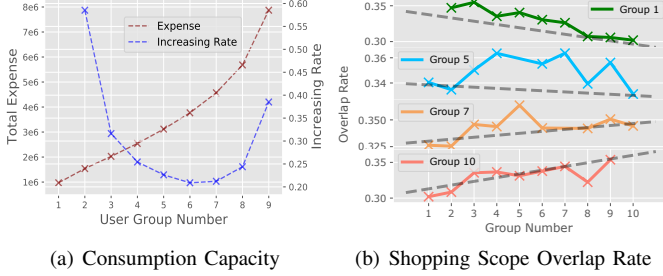 8e6
7e6
6e6
5e6
4e6
3e6
2e6
1e6
Total Expense
Expense
Increasing Rate
0.60
0.55
0.50
0.45
0.40
0.35
0.30
0.25
0.20
Increasing Rate
1 2 3 4 5 6 7 8 9
User Group Number
(a) Consumption Capacity
Overlap Rate
0.35
0.30
Group 1
0.36
0.34
Group 5
0.350
0.325
Group 7
0.35
0.30
Group 10
1 2 3 4 5 6 7 8 9 10
Group Number
(b) Shopping Scope Overlap Rate